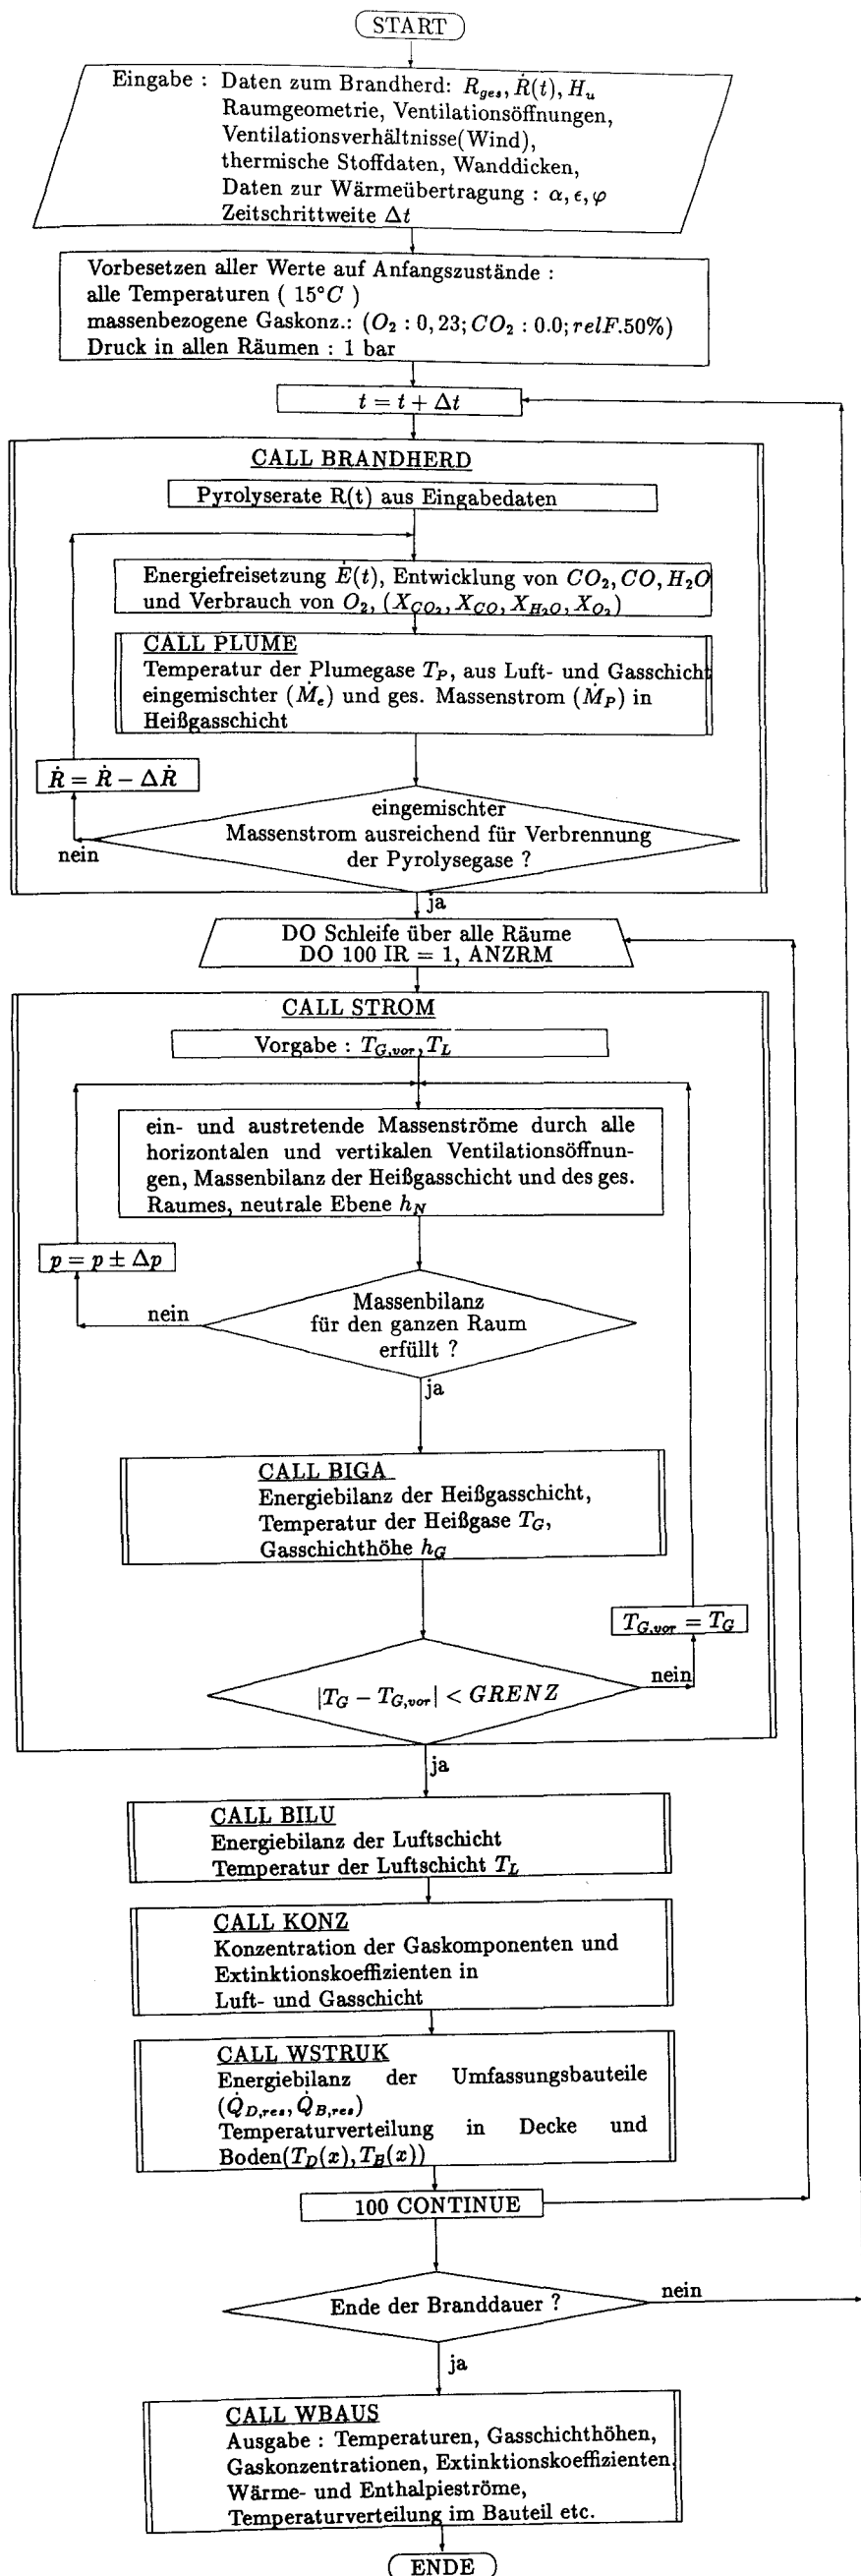 START
Eingabe : Daten zum Brandherd: R_ges, Ṙ(t), H_u
Raumgeometrie, Ventilationsöffnungen,
Ventilationsverhältnisse(Wind),
thermische Stoffdaten, Wanddicken,
Daten zur Wärmeübertragung : α, ϵ, φ
Zeitschrittweite Δt
Vorbesetzen aller Werte auf Anfangszustände :
alle Temperaturen ( 15°C )
massenbezogene Gaskonz.: (O₂ : 0, 23; CO₂ : 0.0; relF.50%)
Druck in allen Räumen : 1 bar
t = t + Δt
CALL BRANDHERD
Pyrolyserate R(t) aus Eingabedaten
Energiefreisetzung Ė(t), Entwicklung von CO₂, CO, H₂O
und Verbrauch von O₂, (X_CO₂, X_CO, X_H₂O, X_O₂)
CALL PLUME
Temperatur der Plumegase T_P, aus Luft- und Gasschicht
eingemischter (Ṁ_e) und ges. Massenstrom (Ṁ_P) in
Heißgasschicht
Ṙ = Ṙ − ΔṘ
eingemischter
Massenstrom ausreichend für Verbrennung
der Pyrolysegase ?
nein
ja
DO Schleife über alle Räume
DO 100 IR = 1, ANZRM
CALL STROM
Vorgabe : T_G,vor, T_L
ein- und austretende Massenströme durch alle
horizontalen und vertikalen Ventilationsöffnun-
gen, Massenbilanz der Heißgasschicht und des ges.
Raumes, neutrale Ebene h_N
p = p ± Δp
nein
Massenbilanz
für den ganzen Raum
erfüllt ?
ja
CALL BIGA
Energiebilanz der Heißgasschicht,
Temperatur der Heißgase T_G,
Gasschichthöhe h_G
T_G,vor = T_G
nein
|T_G − T_G,vor| < GRENZ
ja
CALL BILU
Energiebilanz der Luftschicht
Temperatur der Luftschicht T_L
CALL KONZ
Konzentration der Gaskomponenten und
Extinktionskoeffizienten in
Luft- und Gasschicht
CALL WSTRUK
Energiebilanz der Umfassungsbauteile
(Q̇_D,res, Q̇_B,res)
Temperaturverteilung in Decke und
Boden(T_D(x), T_B(x))
100 CONTINUE
Ende der Branddauer ?
nein
ja
CALL WBAUS
Ausgabe : Temperaturen, Gasschichthöhen,
Gaskonzentrationen, Extinktionskoeffizienten,
Wärme- und Enthalpieströme,
Temperaturverteilung im Bauteil etc.
ENDE